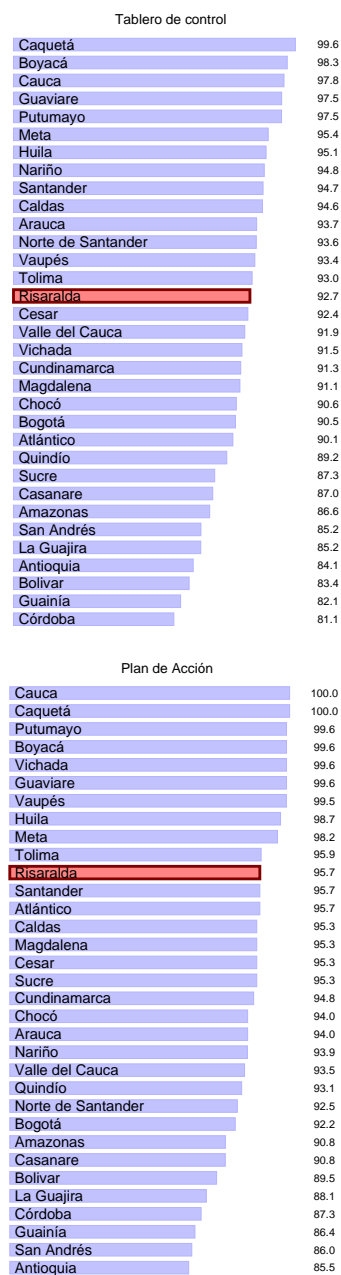 Tablero de control
Caquetá 99.6
Boyacá 98.3
Cauca 97.8
Guaviare 97.5
Putumayo 97.5
Meta 95.4
Huila 95.1
Nariño 94.8
Santander 94.7
Caldas 94.6
Arauca 93.7
Norte de Santander 93.6
Vaupés 93.4
Tolima 93.0
Risaralda 92.7
Cesar 92.4
Valle del Cauca 91.9
Vichada 91.5
Cundinamarca 91.3
Magdalena 91.1
Chocó 90.6
Bogotá 90.5
Atlántico 90.1
Quindío 89.2
Sucre 87.3
Casanare 87.0
Amazonas 86.6
San Andrés 85.2
La Guajira 85.2
Antioquia 84.1
Bolivar 83.4
Guainía 82.1
Córdoba 81.1
Plan de Acción
Cauca 100.0
Caquetá 100.0
Putumayo 99.6
Boyacá 99.6
Vichada 99.6
Guaviare 99.6
Vaupés 99.5
Huila 98.7
Meta 98.2
Tolima 95.9
Risaralda 95.7
Santander 95.7
Atlántico 95.7
Caldas 95.3
Magdalena 95.3
Cesar 95.3
Sucre 95.3
Cundinamarca 94.8
Chocó 94.0
Arauca 94.0
Nariño 93.9
Valle del Cauca 93.5
Quindío 93.1
Norte de Santander 92.5
Bogotá 92.2
Amazonas 90.8
Casanare 90.8
Bolivar 89.5
La Guajira 88.1
Córdoba 87.3
Guainía 86.4
San Andrés 86.0
Antioquia 85.5